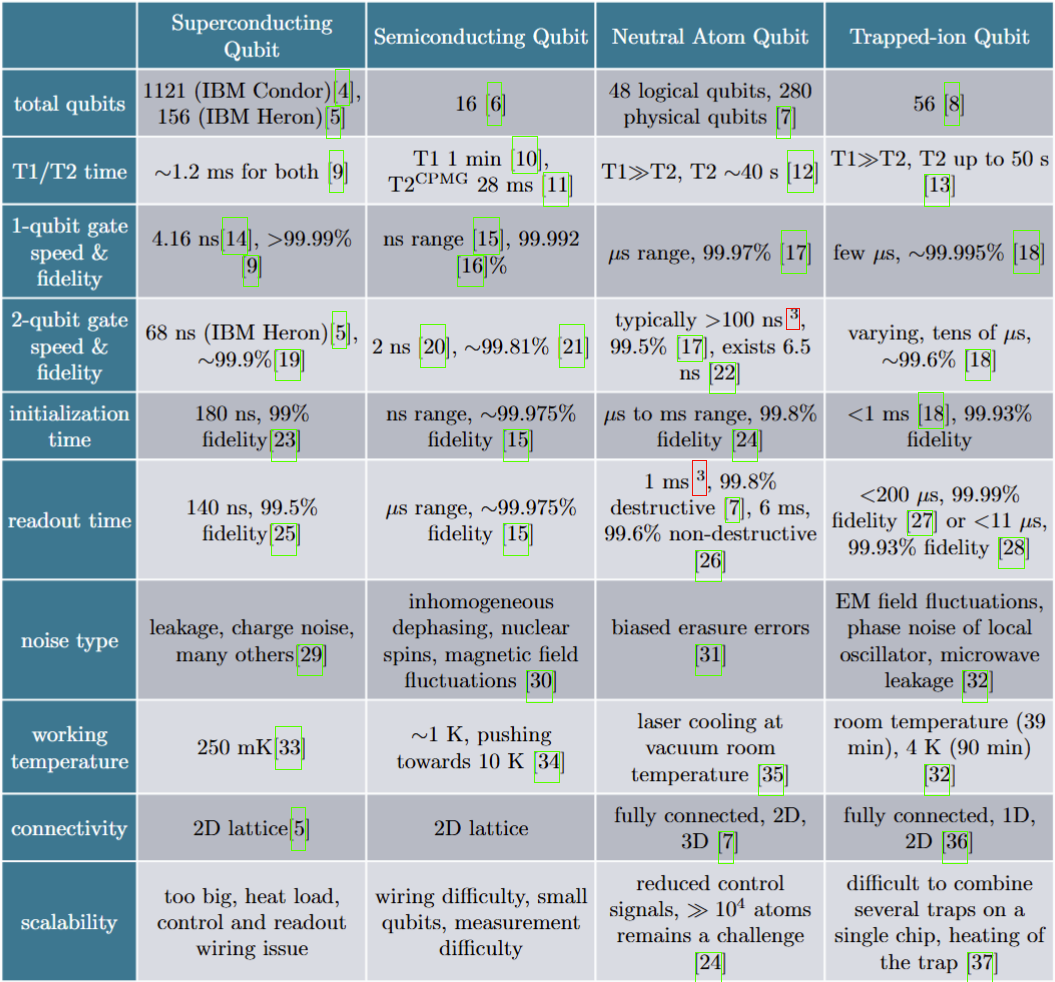 Superconducting
Qubit
Semiconducting Qubit
Neutral Atom Qubit
Trapped-ion Qubit
total qubits
1121 (IBM Condor)[4],
156 (IBM Heron)[5]
16 [6]
48 logical qubits, 280
physical qubits [7]
56 [8]
T1/T2 time
∼1.2 ms for both [9]
T1 1 min [10],
T2^CPMG 28 ms [11]
T1≫T2, T2 ∼40 s [12]
T1≫T2, T2 up to 50 s
[13]
1-qubit gate
speed &
fidelity
4.16 ns[14], >99.99%
[9]
ns range [15], 99.992
[16]%
μs range, 99.97% [17]
few μs, ∼99.995% [18]
2-qubit gate
speed &
fidelity
68 ns (IBM Heron)[5],
∼99.9%[19]
2 ns [20], ∼99.81% [21]
typically >100 ns ³,
99.5% [17], exists 6.5
ns [22]
varying, tens of μs,
∼99.6% [18]
initialization
time
180 ns, 99%
fidelity[23]
ns range, ∼99.975%
fidelity [15]
μs to ms range, 99.8%
fidelity [24]
<1 ms [18], 99.93%
fidelity
readout time
140 ns, 99.5%
fidelity[25]
μs range, ∼99.975%
fidelity [15]
1 ms ³, 99.8%
destructive [7], 6 ms,
99.6% non-destructive
[26]
<200 μs, 99.99%
fidelity [27] or <11 μs,
99.93% fidelity [28]
noise type
leakage, charge noise,
many others[29]
inhomogeneous
dephasing, nuclear
spins, magnetic field
fluctuations [30]
biased erasure errors
[31]
EM field fluctuations,
phase noise of local
oscillator, microwave
leakage [32]
working
temperature
250 mK[33]
∼1 K, pushing
towards 10 K [34]
laser cooling at
vacuum room
temperature [35]
room temperature (39
min), 4 K (90 min)
[32]
connectivity
2D lattice[5]
2D lattice
fully connected, 2D,
3D [7]
fully connected, 1D,
2D [36]
scalability
too big, heat load,
control and readout
wiring issue
wiring difficulty, small
qubits, measurement
difficulty
reduced control
signals, ≫ 10⁴ atoms
remains a challenge
[24]
difficult to combine
several traps on a
single chip, heating of
the trap [37]